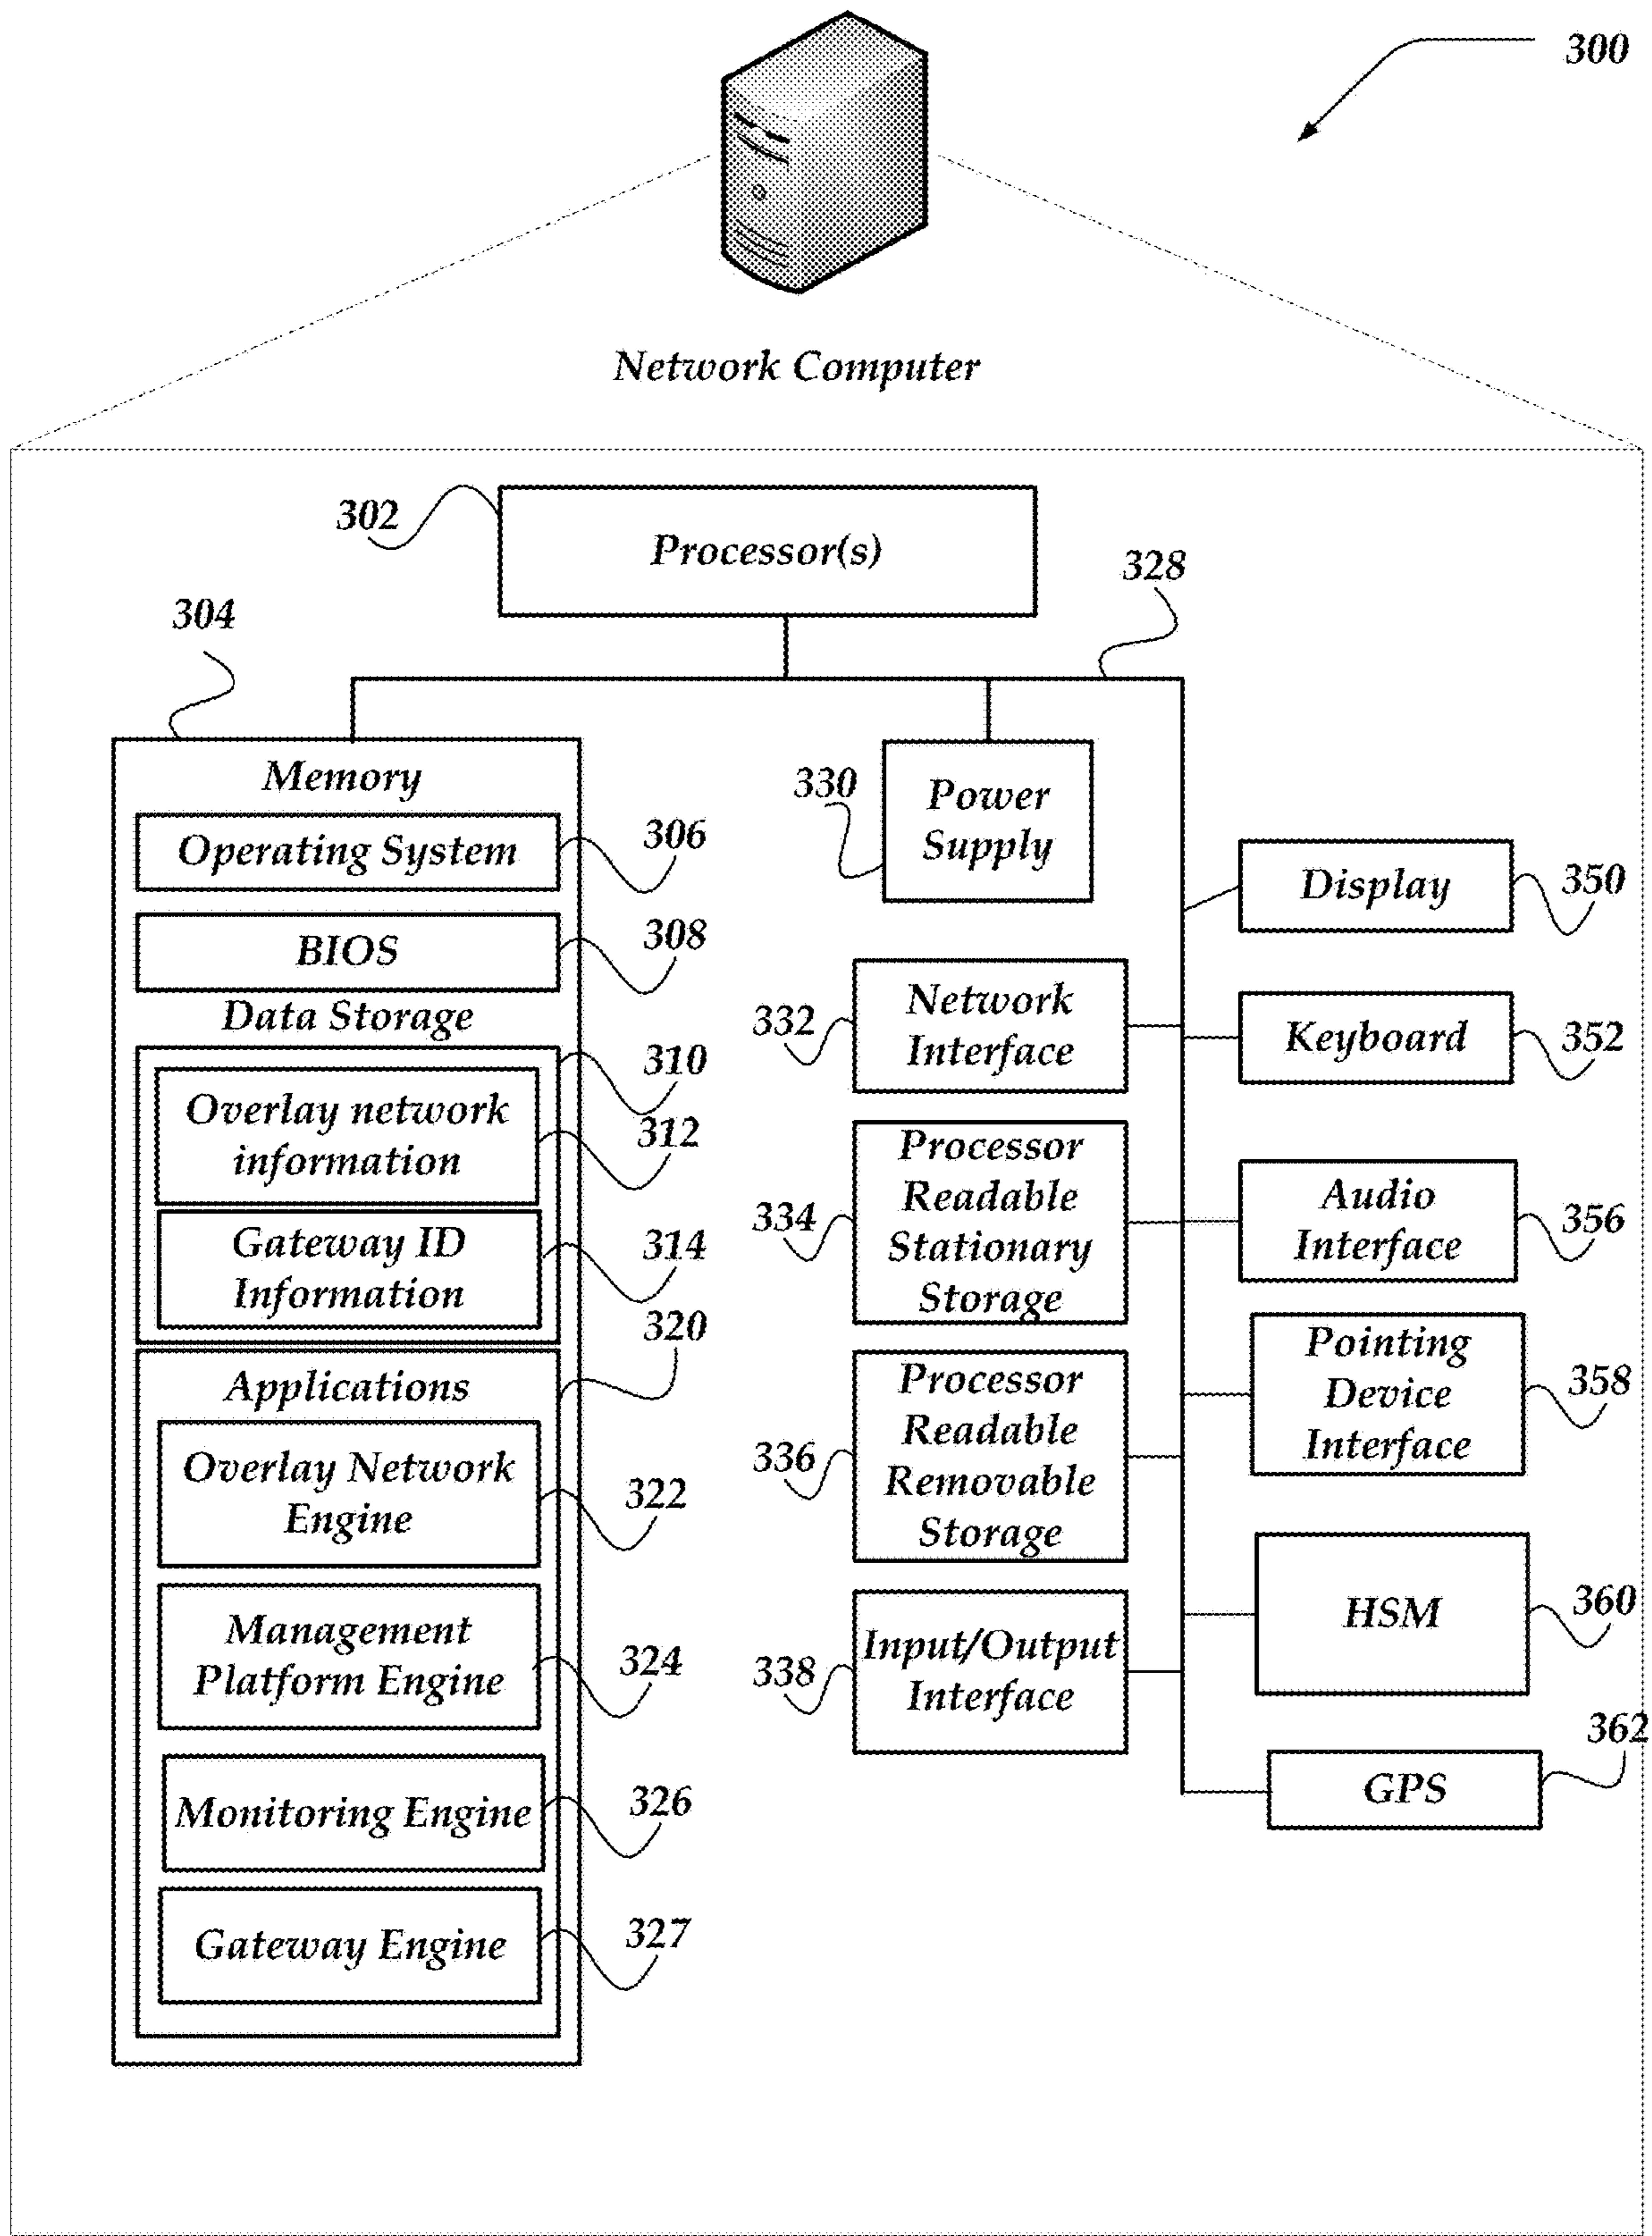 300
Network Computer
302
Processor(s)
328
304
Memory
Operating System
306
BIOS
308
Data Storage
310
Overlay network
information
312
Gateway ID
Information
314
320
Applications
Overlay Network
Engine
322
Management
Platform Engine
324
Monitoring Engine
326
Gateway Engine
327
330
Power
Supply
332
Network
Interface
334
Processor
Readable
Stationary
Storage
336
Processor
Readable
Removable
Storage
338
Input/Output
Interface
Display
350
Keyboard
352
Audio
Interface
356
Pointing
Device
Interface
358
HSM
360
GPS
362